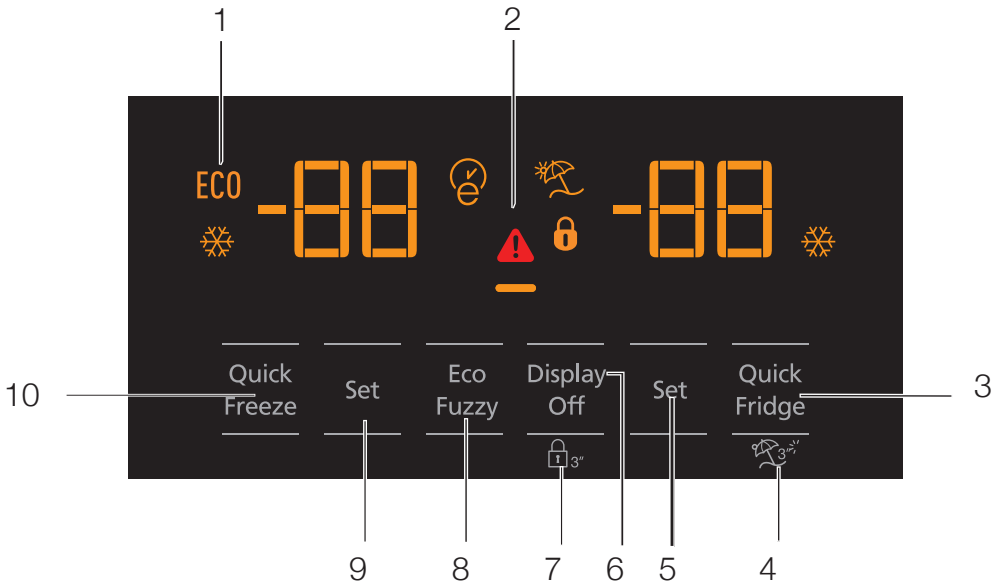 1
2
ECO
-88
e
-88
Quick
Freeze
Set
Eco
Fuzzy
Display
Off
Set
Quick
Fridge
10
3
3"
3"
9
8
7
6
5
4